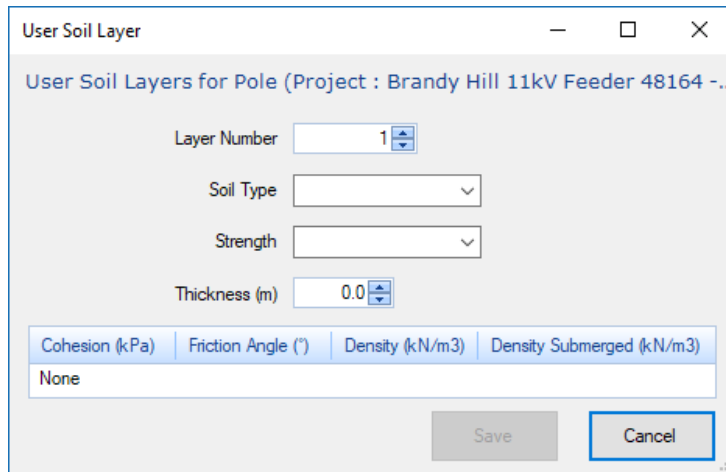 User Soil Layer
User Soil Layers for Pole (Project : Brandy Hill 11kV Feeder 48164 -..
Layer Number 1
Soil Type
Strength
Thickness (m) 0.0
Cohesion (kPa) Friction Angle (°) Density (kN/m3) Density Submerged (kN/m3)
None
Save Cancel